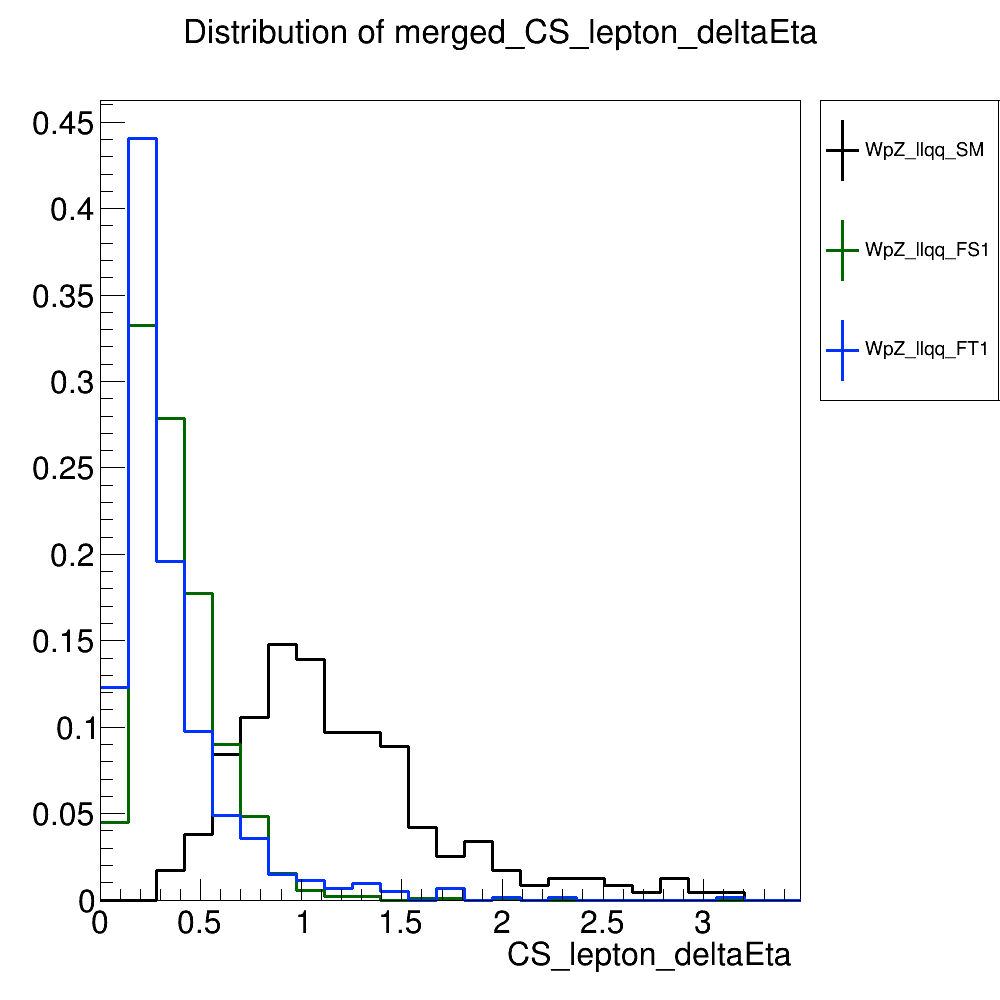 Distribution of merged_CS_lepton_deltaEta
0.45
0.4
0.35
0.3
0.25
0.2
0.15
0.1
0.05
0
0 0.5 1 1.5 2 2.5 3
CS_lepton_deltaEta
WpZ_llqq_SM
WpZ_llqq_FS1
WpZ_llqq_FT1